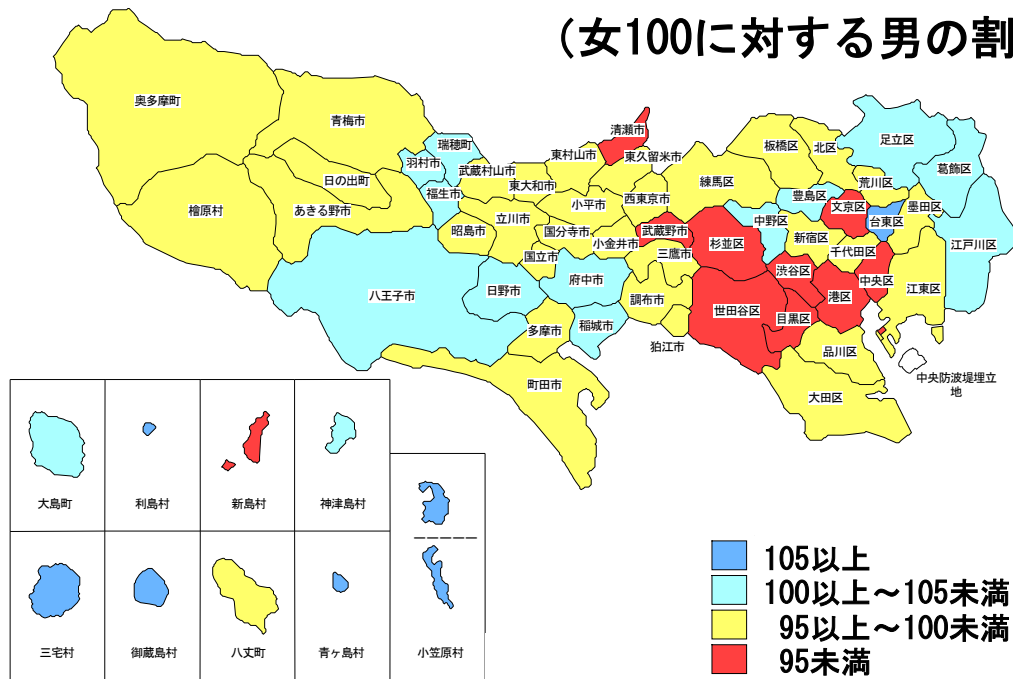 (女100に対する男の割
奥多摩町
青梅市
瑞穂町
羽村市
福生市
日の出町
檜原村
あきる野市
武蔵村山市
東大和市
東村山市
清瀬市
東久留米市
西東京市
小平市
立川市
昭島市
国分寺市
小金井市
国立市
武蔵野市
三鷹市
八王子市
日野市
府中市
調布市
稲城市
多摩市
狛江市
町田市
練馬区
板橋区
北区
足立区
葛飾区
荒川区
豊島区
文京区
台東区
墨田区
江戸川区
中野区
新宿区
千代田区
杉並区
渋谷区
中央区
江東区
港区
世田谷区
目黒区
品川区
大田区
中央防波堤埋立
地
大島町
利島村
新島村
神津島村
三宅村
御蔵島村
八丈町
青ヶ島村
小笠原村
105以上
100以上～105未満
95以上～100未満
95未満